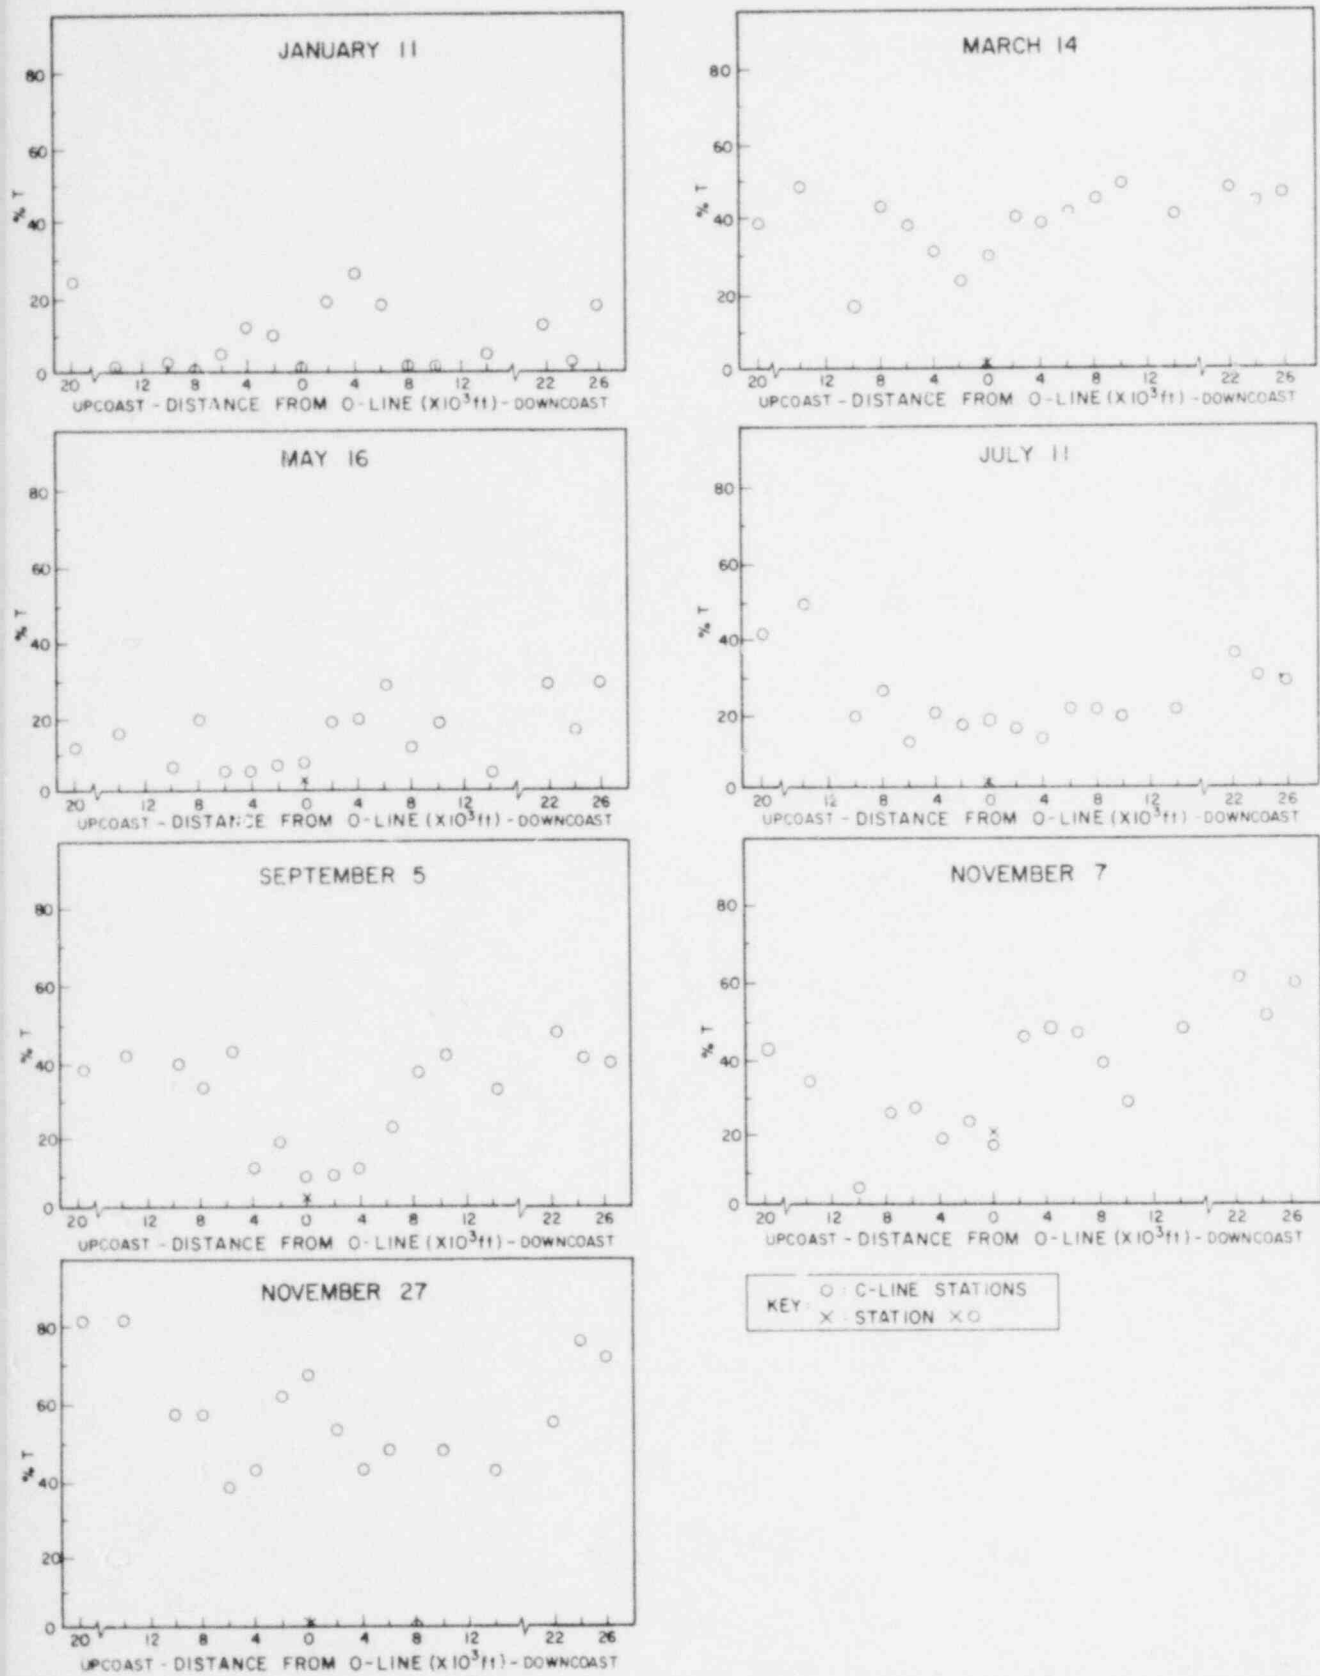 JANUARY 11
80
60
40
20
0
% T
20 12 8 4 0 4 8 12 22 26
UPCOAST - DISTANCE FROM O-LINE (X10³ft) - DOWNCOAST
MARCH 14
80
60
40
20
0
% T
20 12 8 4 0 4 8 12 22 26
UPCOAST - DISTANCE FROM O-LINE (X10³ft) - DOWNCOAST
MAY 16
80
60
40
20
0
% T
20 12 8 4 0 4 8 12 22 26
UPCOAST - DISTANCE FROM O-LINE (X10³ft) - DOWNCOAST
JULY 11
80
60
40
20
0
% T
20 12 8 4 0 4 8 12 22 26
UPCOAST - DISTANCE FROM O-LINE (X10³ft) - DOWNCOAST
SEPTEMBER 5
80
60
40
20
0
% T
20 12 8 4 0 4 8 12 22 26
UPCOAST - DISTANCE FROM O-LINE (X10³ft) - DOWNCOAST
NOVEMBER 7
80
60
40
20
0
% T
20 12 8 4 0 4 8 12 22 26
UPCOAST - DISTANCE FROM O-LINE (X10³ft) - DOWNCOAST
NOVEMBER 27
80
60
40
20
0
% T
20 12 8 4 0 4 8 12 22 26
UPCOAST - DISTANCE FROM O-LINE (X10³ft) - DOWNCOAST
KEY: O : C-LINE STATIONS
X STATION XO